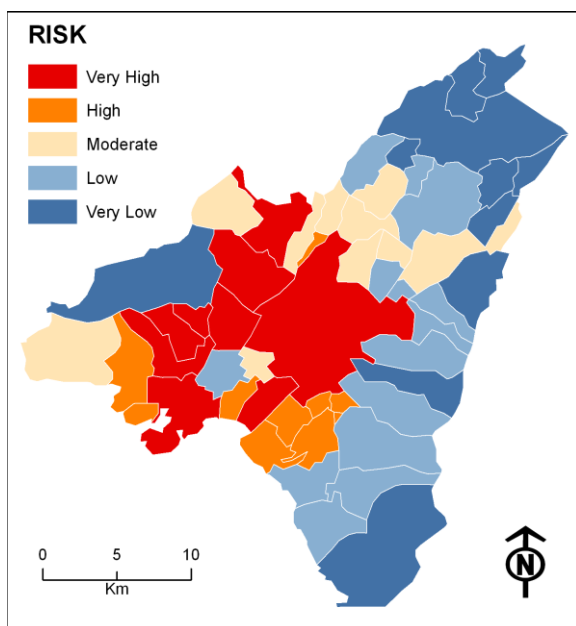 RISK
Very High
High
Moderate
Low
Very Low
0 5 10
Km
N